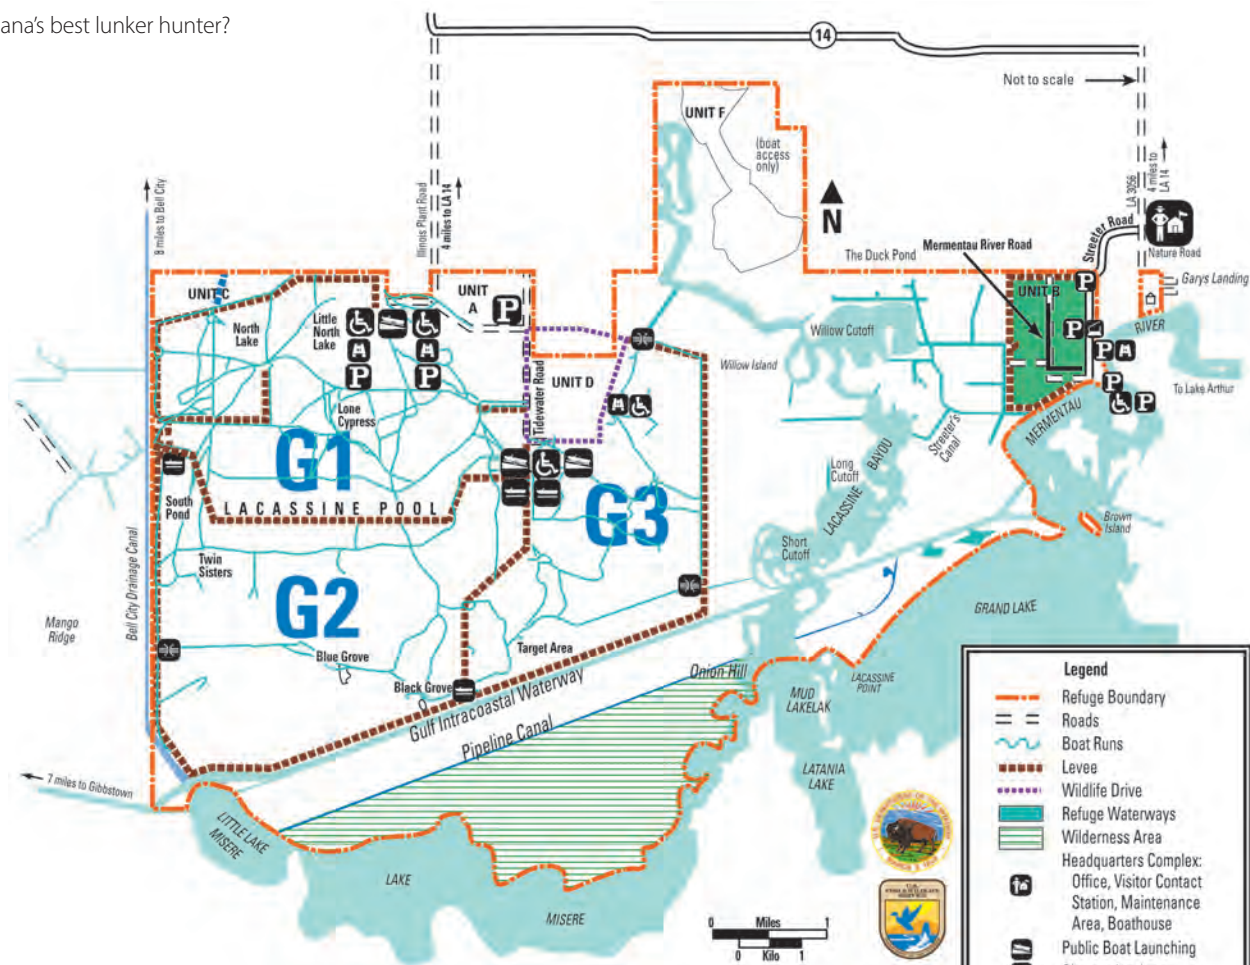 ana's best lunker hunter?
14
Not to scale
UNIT F
(boat
access
only)
N
8 miles to Bell City
Illinois Plant Road
4 miles to LA 14
LA 3056
4 miles to
LA 14
Streeter Road
Nature Road
The Duck Pond
Mermentau River Road
Garys Landing
UNIT C
UNIT
A
P
UNIT B
P
North
Lake
Little
North
Lake
P
P
P
P
P
P
RIVER
Willow Cutoff
Willow Island
To Lake Arthur
UNIT D
Tidewater Road
Lone
Cypress
G1
MERMENTAU
Streeter's
Canal
BAYOU
LACASSINE
Long
Cutoff
South
Pond
LACASSINE POOL
G3
Brown
Island
Short
Cutoff
Twin
Sisters
Bell City Drainage Canal
G2
GRAND LAKE
Mango
Ridge
Blue Grove
Target Area
Black Grove
Onion Hill
LACASSINE
POINT
MUD
LAKELAK
Gulf Intracoastal Waterway
Pipeline Canal
LATANIA
LAKE
7 miles to Gibbstown
LITTLE LAKE
MISERE
LAKE
MISERE
0 Miles 1
0 Kilo 1
U.S.
FISH & WILDLIFE
SERVICE
Legend
Refuge Boundary
Roads
Boat Runs
Levee
Wildlife Drive
Refuge Waterways
Wilderness Area
Headquarters Complex:
Office, Visitor Contact
Station, Maintenance
Area, Boathouse
Public Boat Launching